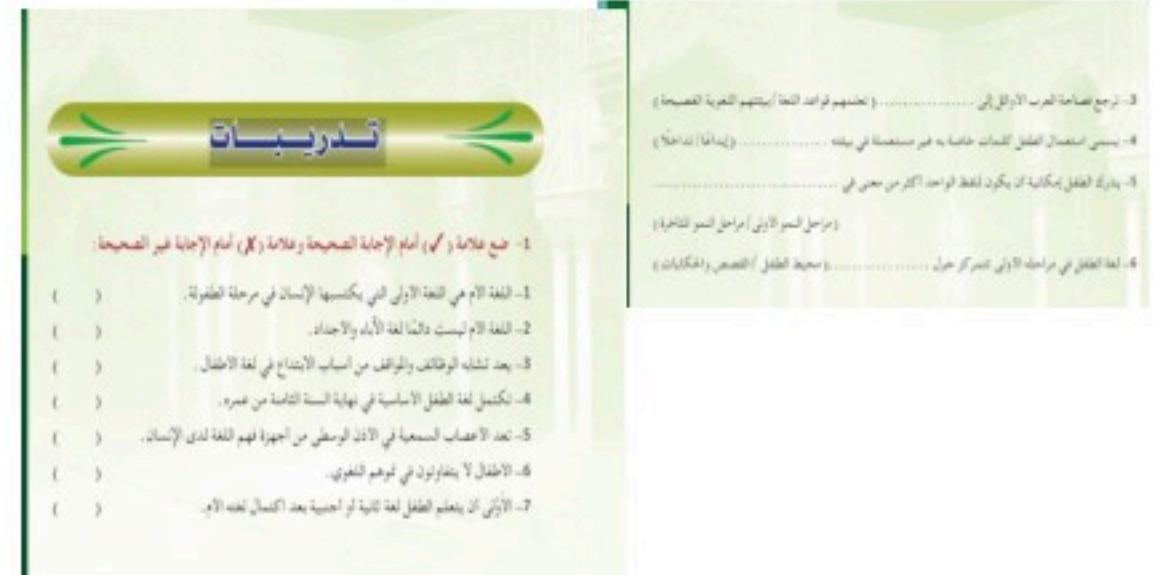 تدريبات
1- ضع علامة (✓) أمام الإجابة الصحيحة وعلامة (✗) أمام الإجابة غير الصحيحة:
1- اللغة الأم هي اللغة الأولى التي يكتسبها الإنسان في مرحلة الطفولة. ( )
2- اللغة الأم ليست دائمًا لغة الآباء والأجداد. ( )
3- يعد تشابه الوظائف والمواقف من أسباب الابتداع في لغة الأطفال. ( )
4- تكتمل لغة الطفل الأساسية في نهاية السنة الثامنة من عمره. ( )
5- تعد الأعصاب السمعية في الأذن الوسطى من أجهزة فهم اللغة لدى الإنسان. ( )
6- الأطفال لا يتفاوتون في نموهم اللغوي. ( )
7- الأولى أن يتعلم الطفل لغة ثانية أو أجنبية بعد اكتمال لغته الأم. ( )
3- ترجع فصاحة العرب الأوائل إلى .................. ( تعلمهم قواعد اللغة / بيئتهم اللغوية الفصيحة )
4- يسمى استعمال الطفل كلمات خاصة به غير مستعملة في بيئته .................. ( إبداعًا / تداخلًا )
5- يدرك الطفل إمكانية أن يكون للفظ الواحد أكثر من معنى في ..................
( مراحل النمو الأولى / مراحل النمو المتأخرة )
6- لغة الطفل في مراحله الأولى تتمركز حول .................. ( محيط الطفل / القصص والحكايات )